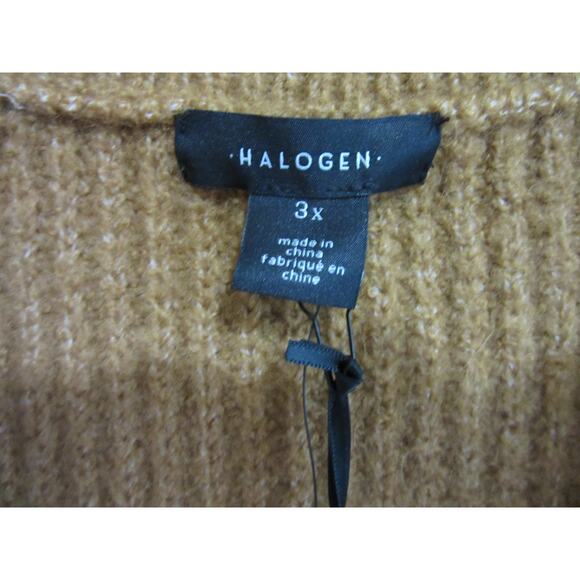 ·HALOGEN·
3x
made in
china
fabriqué en
chine